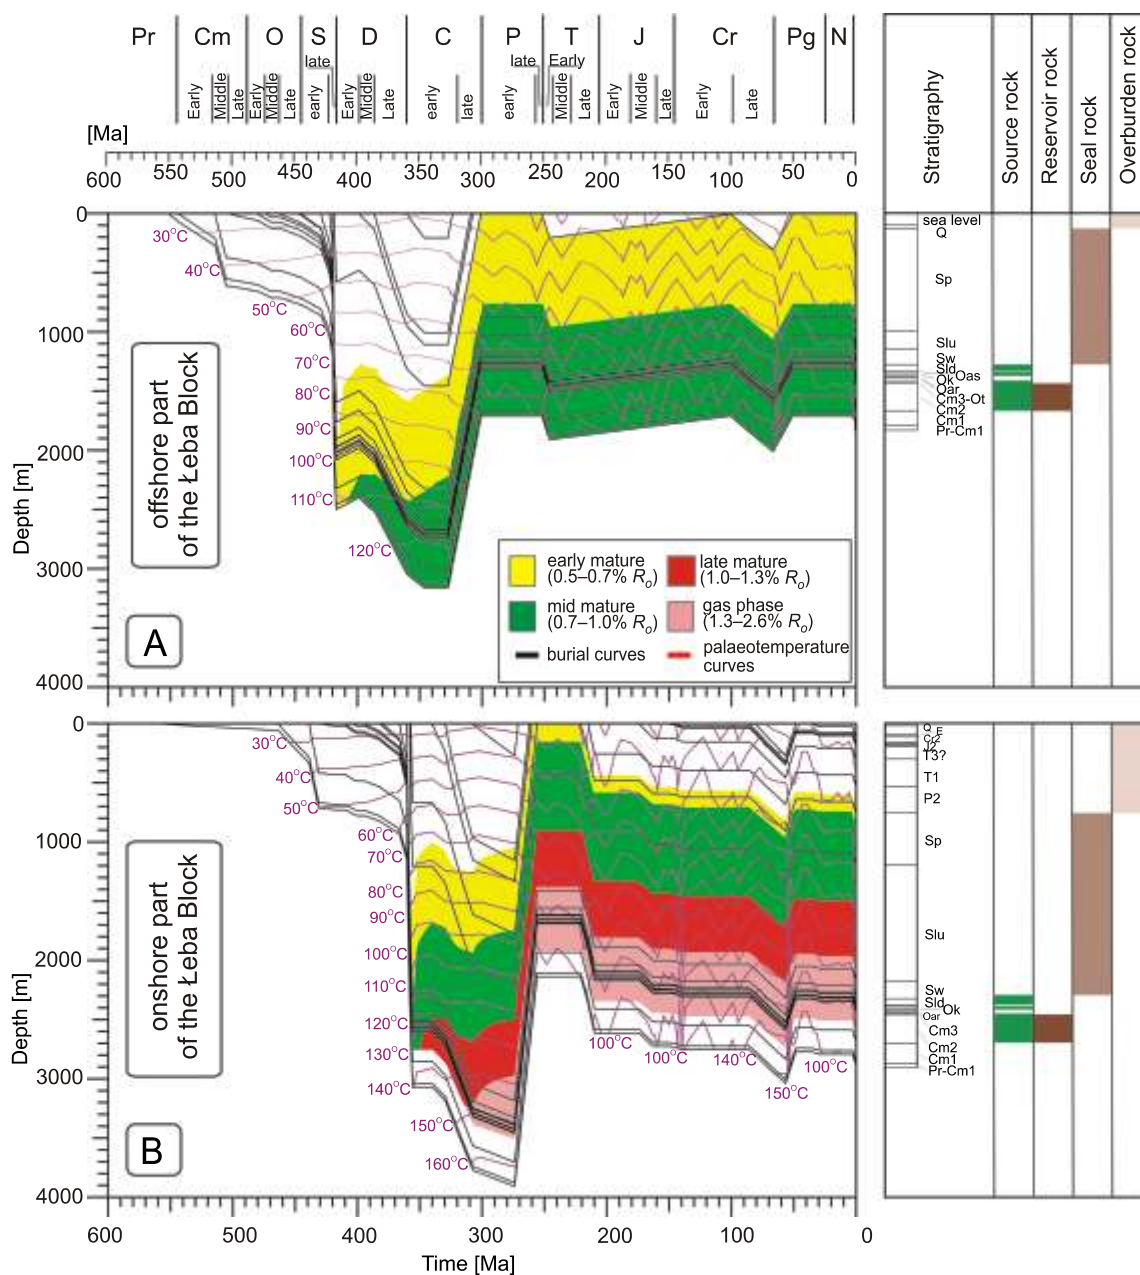 Pr Cm O S D C P T J Cr Pg N
late late Early
Early Middle Late Early Middle Late early Early Middle Late early late early Middle Late Early Middle Late Early Late
[Ma]
600 550 500 450 400 350 300 250 200 150 100 50 0
Stratigraphy
Source rock
Reservoir rock
Seal rock
Overburden rock
0
1000
2000
3000
4000
Depth [m]
30°C
40°C
50°C
60°C
70°C
80°C
90°C
100°C
110°C
120°C
offshore part
of the Łeba Block
A
early mature
(0.5–0.7% Ro)
late mature
(1.0–1.3% Ro)
mid mature
(0.7–1.0% Ro)
gas phase
(1.3–2.6% Ro)
burial curves
palaeotemperature
curves
sea level
Q
Sp
Slu
Sw
Sld
Oas
Ok
Oar
Cm3-Ot
Cm2
Cm1
Pr-Cm1
0
1000
2000
3000
4000
Depth [m]
30°C
40°C
50°C
60°C
70°C
80°C
90°C
100°C
110°C
120°C
130°C
140°C
150°C
160°C
100°C
100°C
140°C
150°C
100°C
onshore part
of the Łeba Block
B
Q
E
Cr2
J2
T3?
T1
P2
Sp
Slu
Sw
Sld
Ok
Oar
Cm3
Cm2
Cm1
Pr-Cm1
600 500 400 300 200 100 0
Time [Ma]